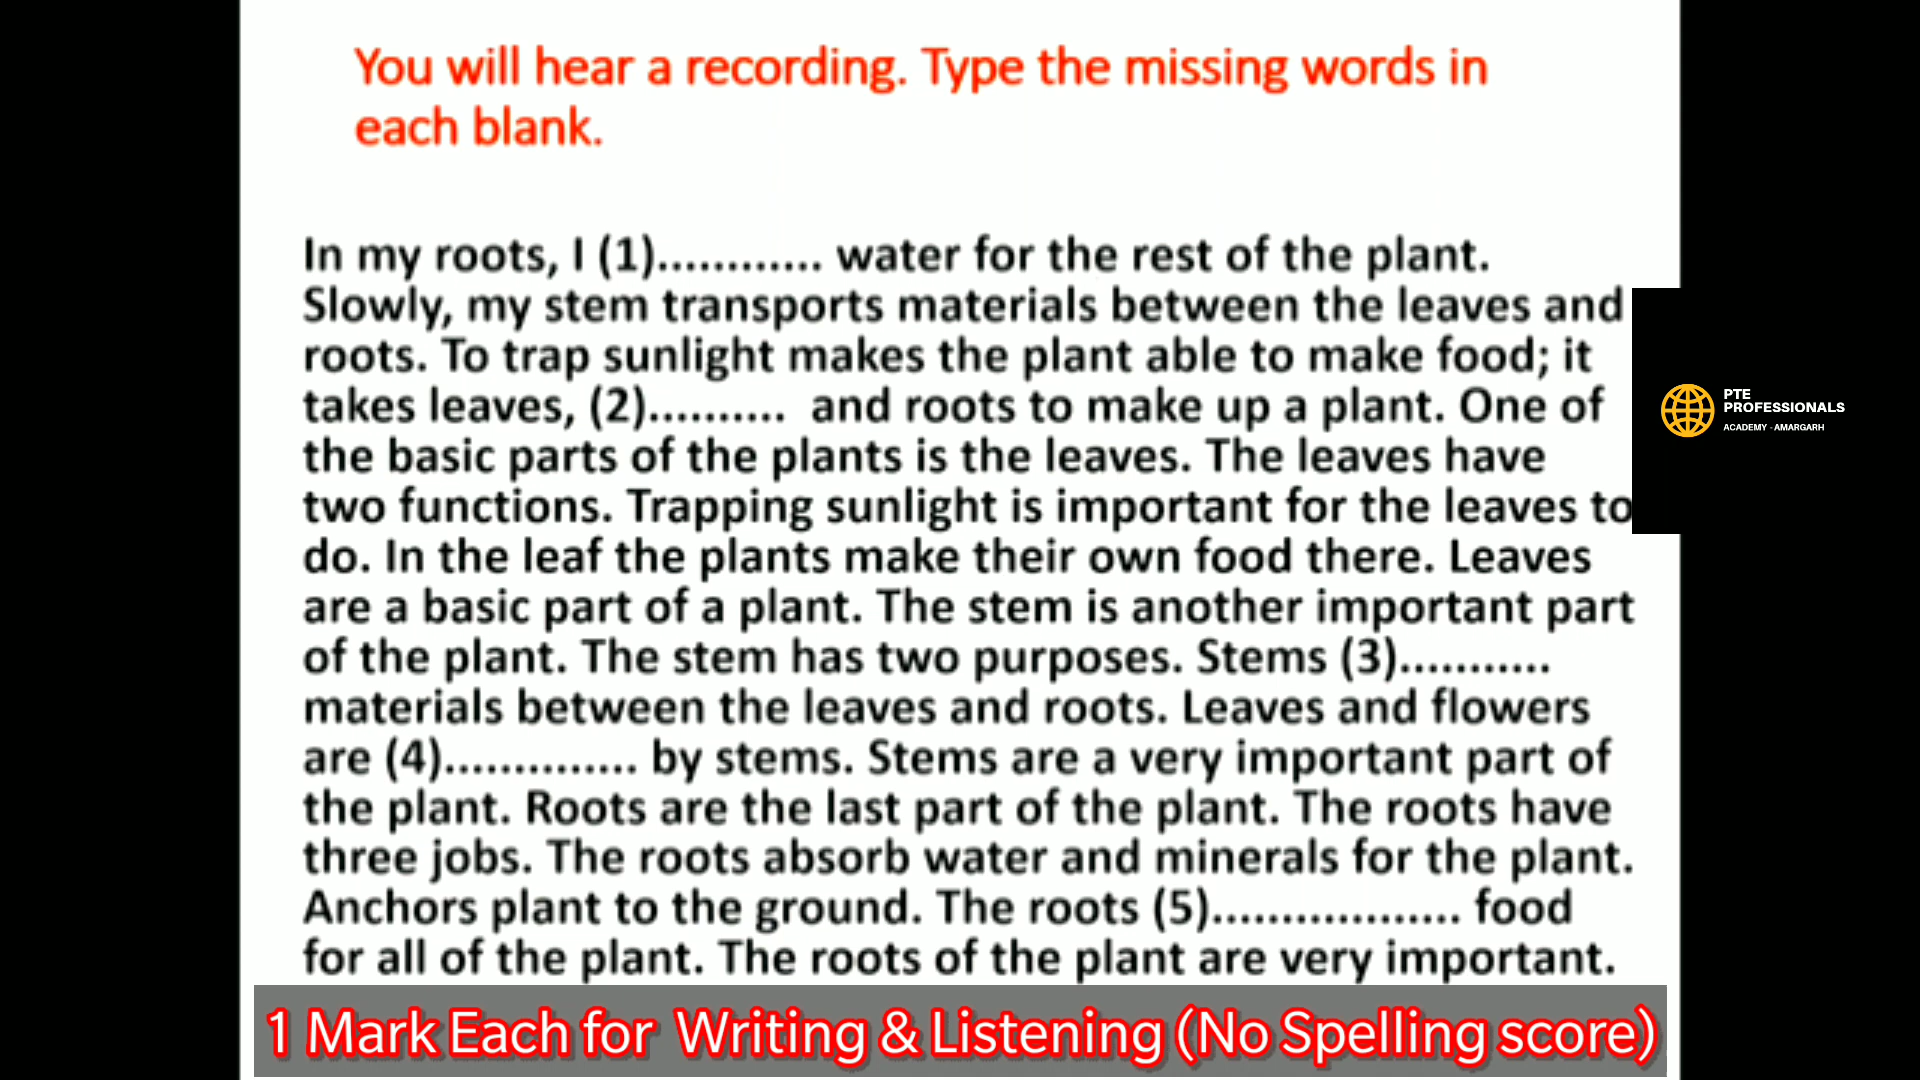 You will hear a recording. Type the missing words in
each blank.
In my roots, I (1)............ water for the rest of the plant.
Slowly, my stem transports materials between the leaves and
roots. To trap sunlight makes the plant able to make food; it
takes leaves, (2).......... and roots to make up a plant. One of
the basic parts of the plants is the leaves. The leaves have
two functions. Trapping sunlight is important for the leaves to
do. In the leaf the plants make their own food there. Leaves
are a basic part of a plant. The stem is another important part
of the plant. The stem has two purposes. Stems (3)...........
materials between the leaves and roots. Leaves and flowers
are (4).............. by stems. Stems are a very important part of
the plant. Roots are the last part of the plant. The roots have
three jobs. The roots absorb water and minerals for the plant.
Anchors plant to the ground. The roots (5).................. food
for all of the plant. The roots of the plant are very important.
PTE
PROFESSIONALS
ACADEMY - AMARGARH
1 Mark Each for Writing & Listening (No Spelling score)